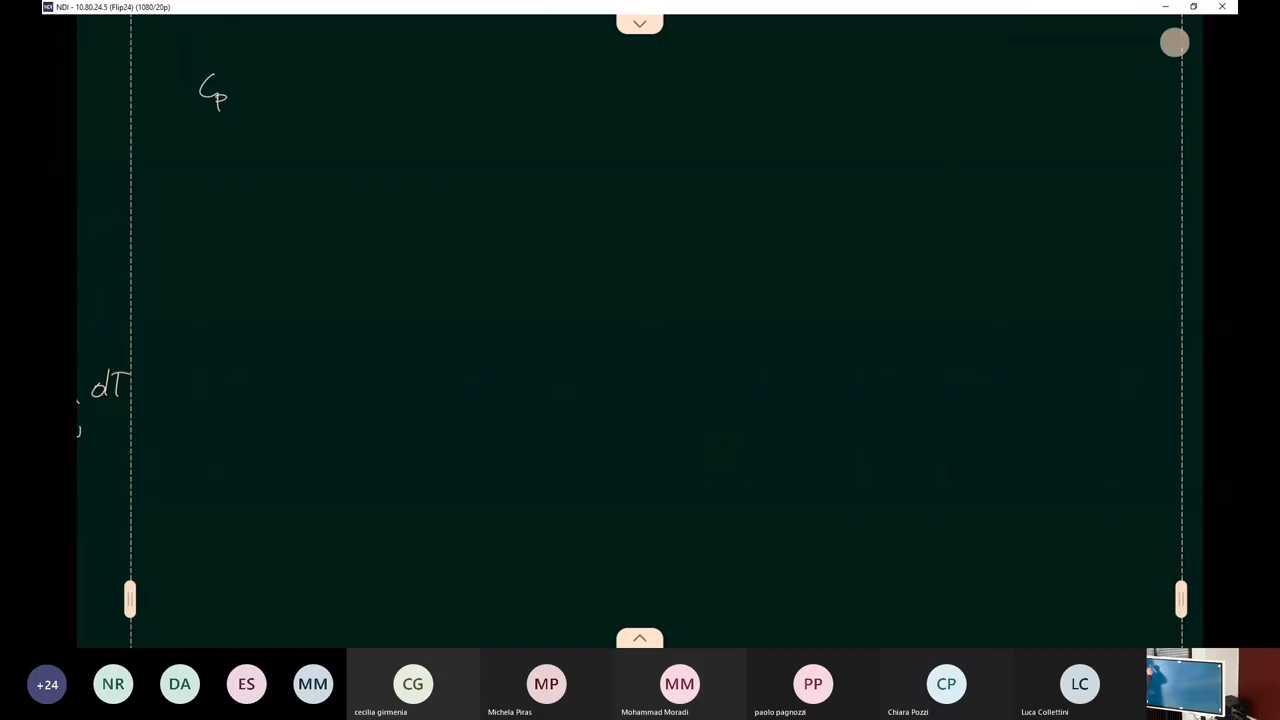 NDI NDI - 10.80.24.5 (Flip24) (1080/20p)
Cp
dT
+24 NR DA ES MM CG MP MM PP CP LC
cecilia girmenia Michela Piras Mohammad Moradi paolo pagnozzi Chiara Pozzi Luca Collettini